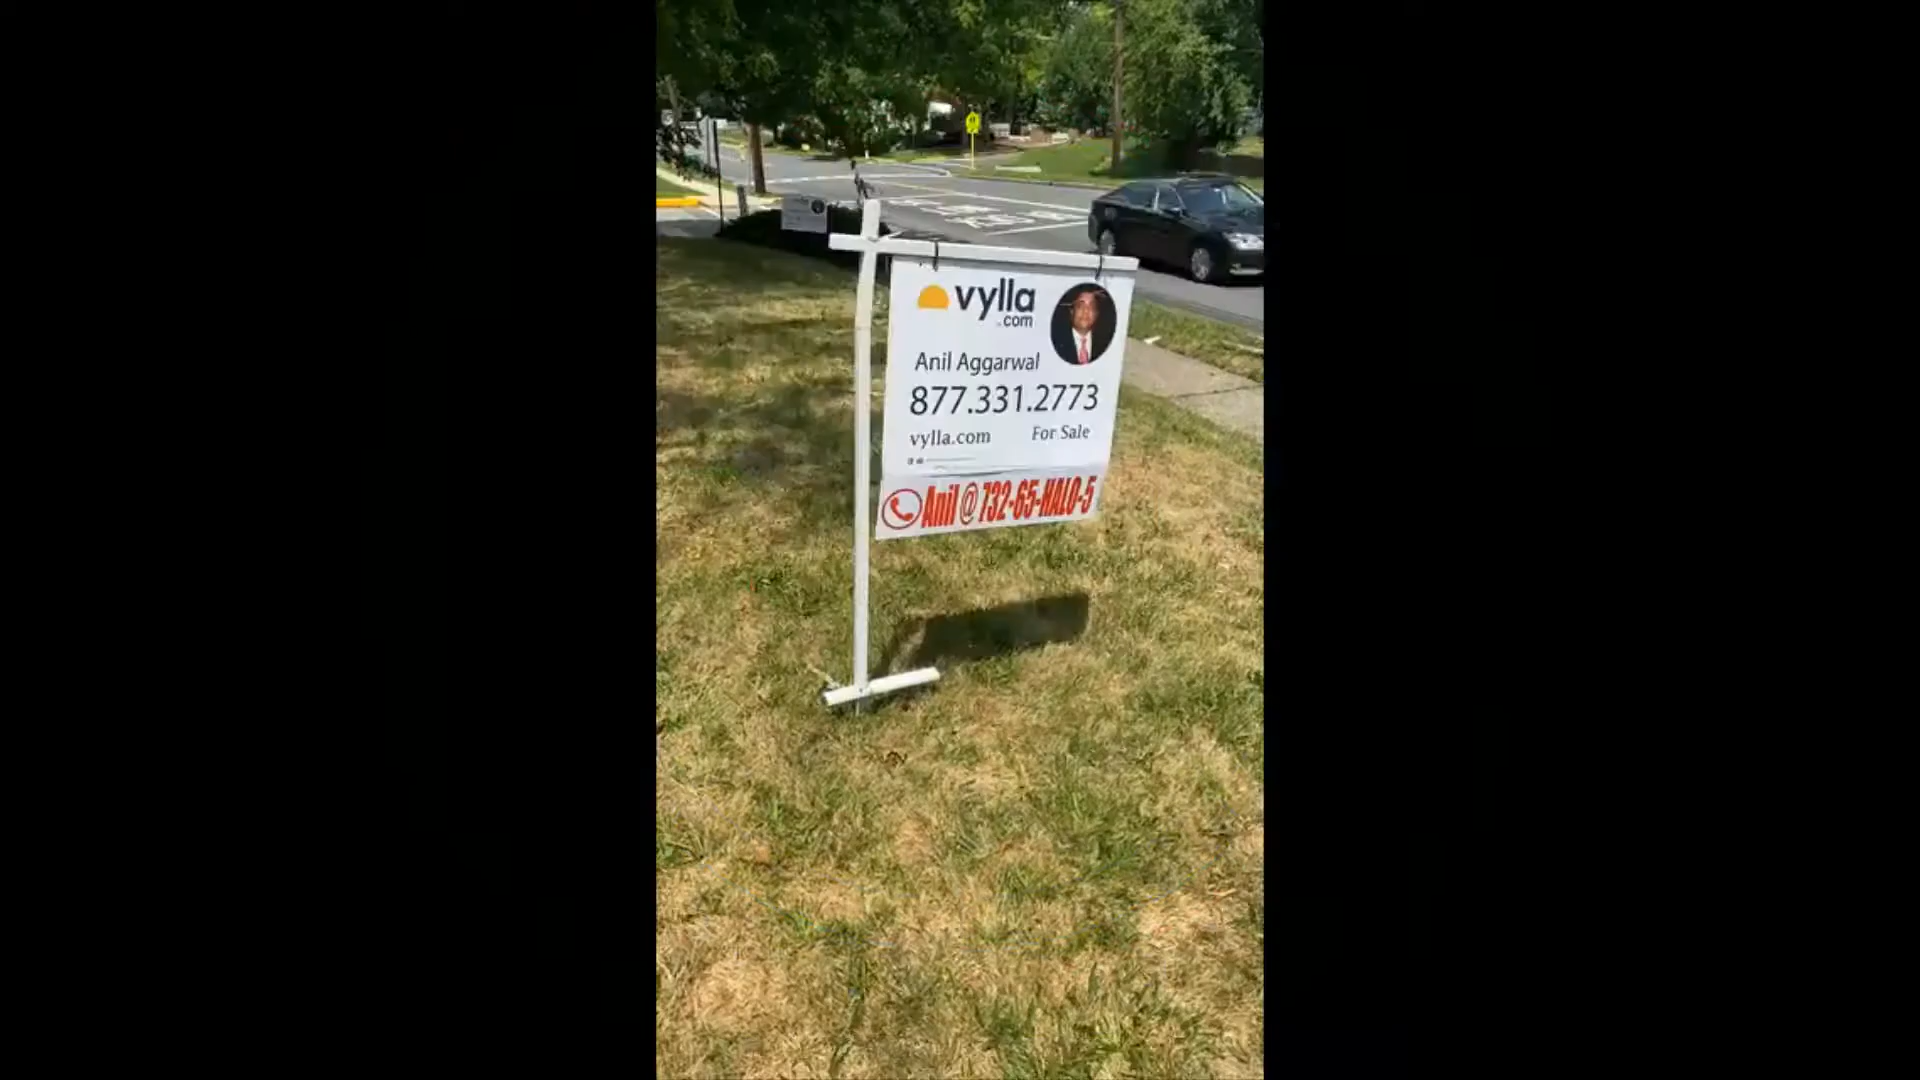 vylla
.com
Anil Aggarwal
877.331.2773
vylla.com For Sale
Anil @ 732-65-HALO-5